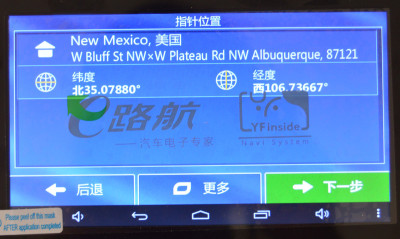 指针位置
New Mexico, 美国
W Bluff St NW×W Plateau Rd NW Albuquerque, 87121
纬度
北35.07880°
经度
西106.73667°
e路航
——汽车电子专家
YFinside
Navi System
后退
更多
下一步
Please peel off this mask
AFTER application completed